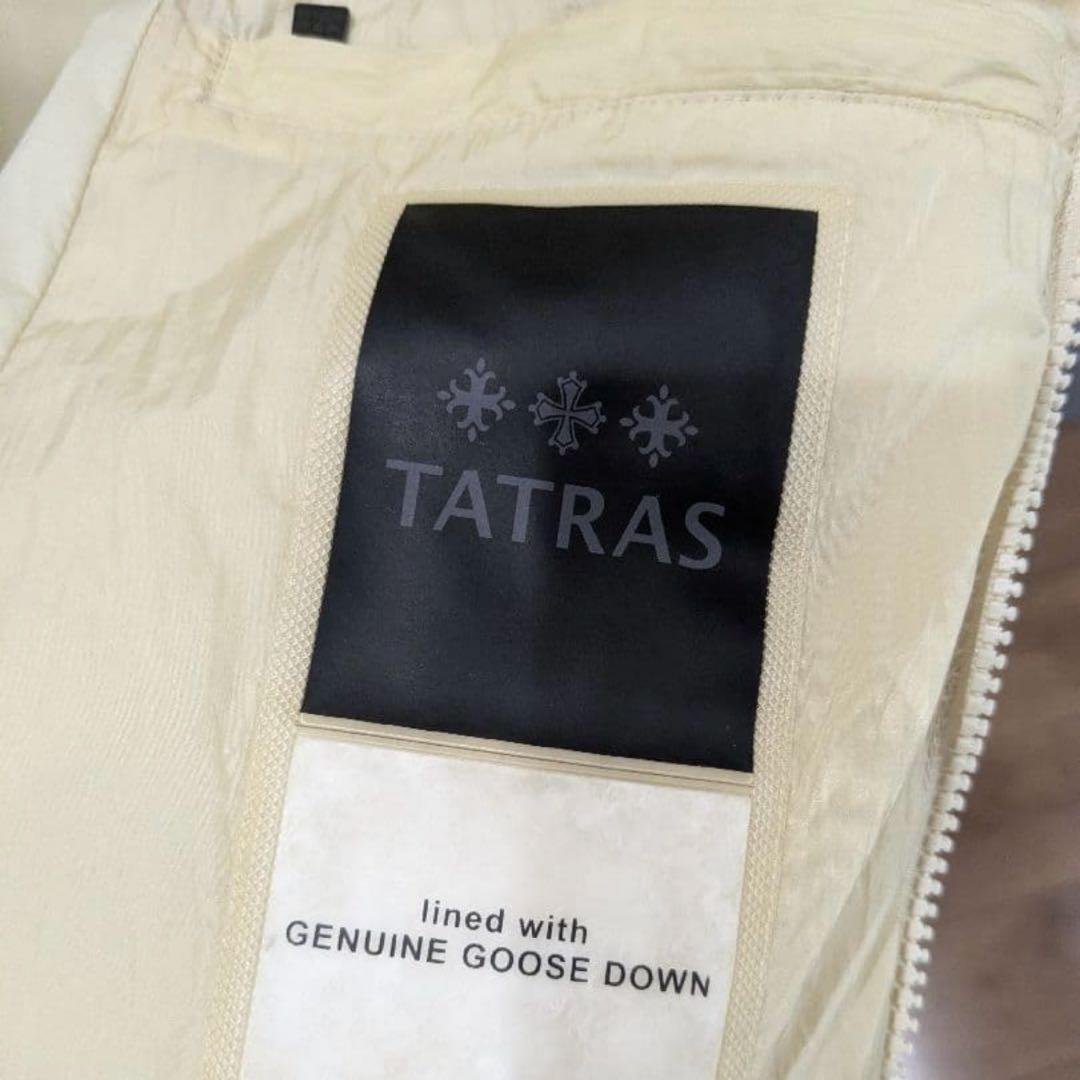 TATRAS
lined with
GENUINE GOOSE DOWN